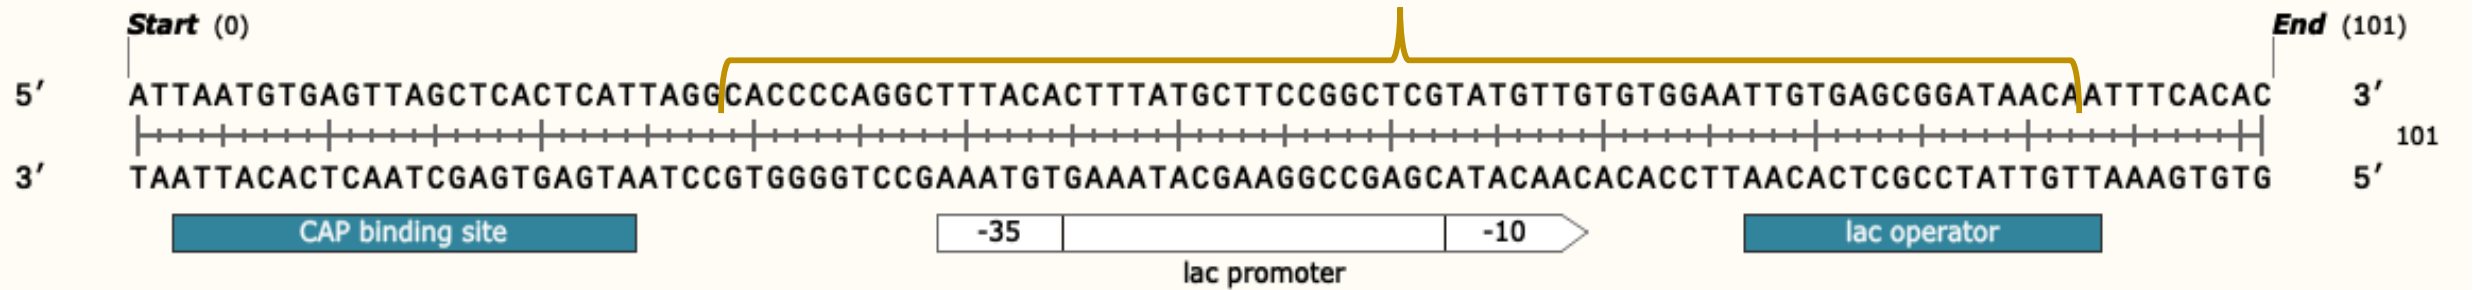 Start (0) End (101)
5′ ATTAATGTGAGTTAGCTCACTCATTAGGCACCCCAGGCTTTACACTTTATGCTTCCGGCTCGTATGTTGTGTGGAATTGTGAGCGGATAACAATTTCACAC 3′
101
3′ TAATTACACTCAATCGAGTGAGTAATCCGTGGGGTCCGAAATGTGAAATACGAAGGCCGAGCATACAACACACCTTAACACTCGCCTATTGTTAAAGTGTG 5′
CAP binding site -35 -10 lac operator
lac promoter